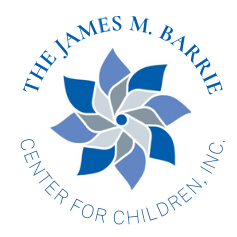 THE JAMES M. BARRIE
CENTER FOR CHILDREN, INC.